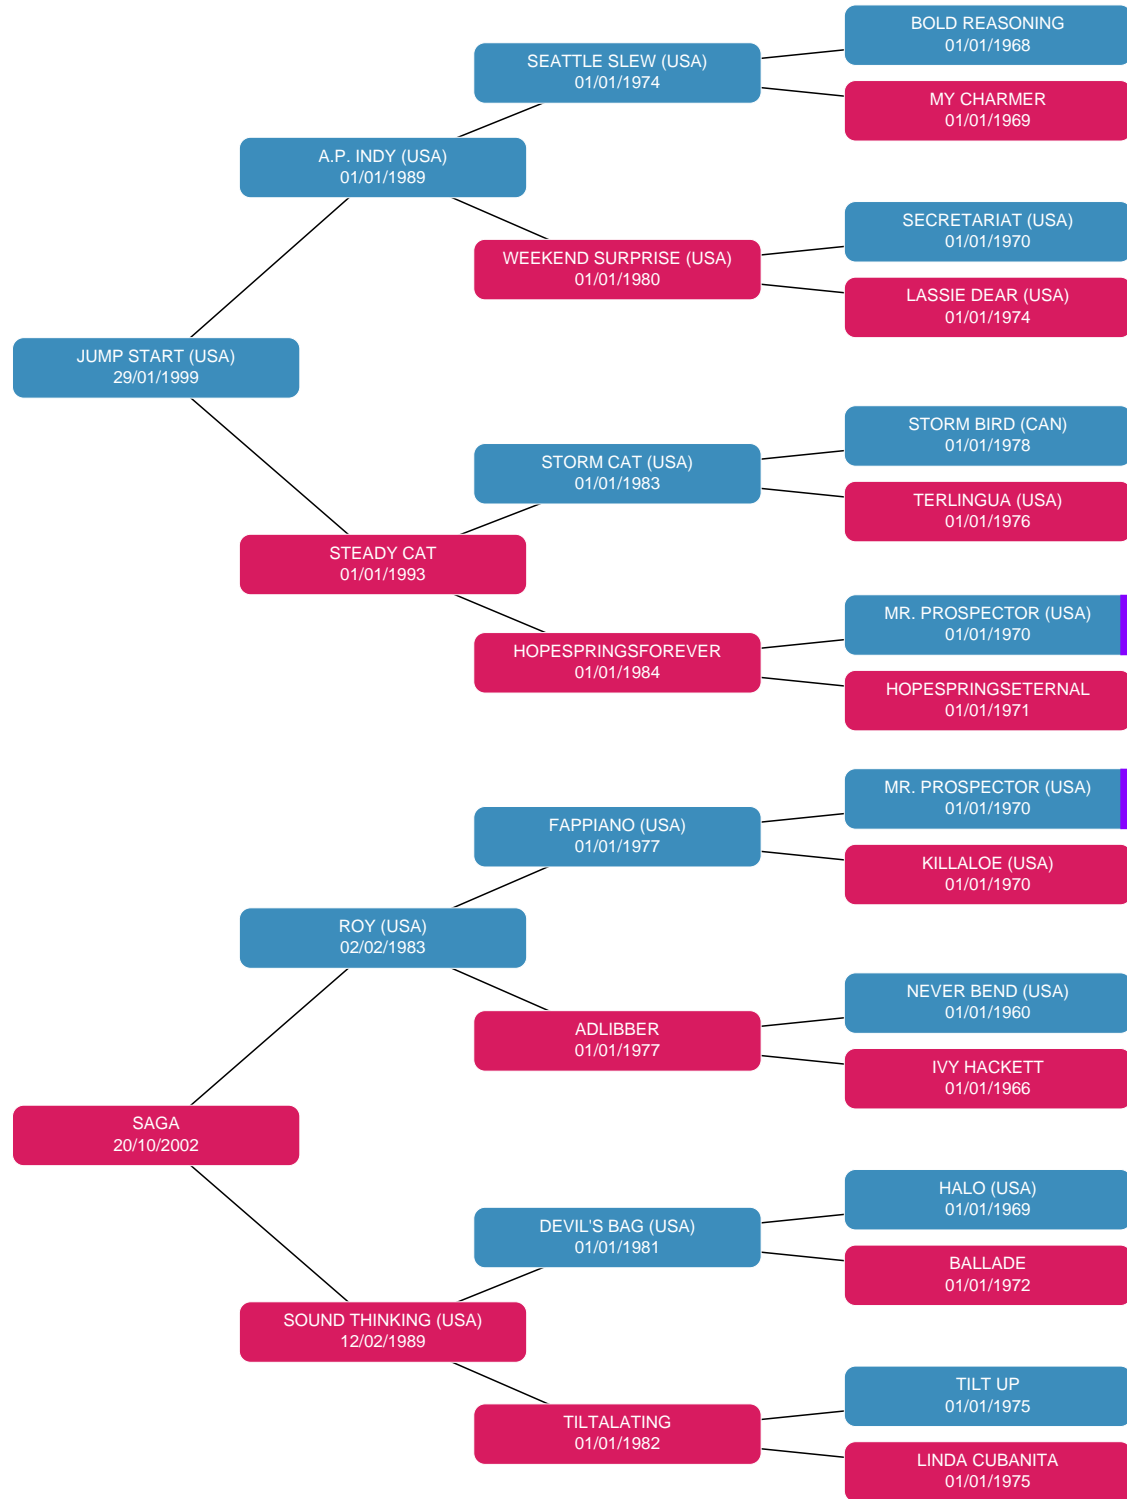 BOLD REASONING
01/01/1968
SEATTLE SLEW (USA)
01/01/1974
MY CHARMER
01/01/1969
A.P. INDY (USA)
01/01/1989
SECRETARIAT (USA)
01/01/1970
WEEKEND SURPRISE (USA)
01/01/1980
LASSIE DEAR (USA)
01/01/1974
JUMP START (USA)
29/01/1999
STORM BIRD (CAN)
01/01/1978
STORM CAT (USA)
01/01/1983
TERLINGUA (USA)
01/01/1976
STEADY CAT
01/01/1993
MR. PROSPECTOR (USA)
01/01/1970
HOPESPRINGSFOREVER
01/01/1984
HOPESPRINGSETERNAL
01/01/1971
MR. PROSPECTOR (USA)
01/01/1970
FAPPIANO (USA)
01/01/1977
KILLALOE (USA)
01/01/1970
ROY (USA)
02/02/1983
NEVER BEND (USA)
01/01/1960
ADLIBBER
01/01/1977
IVY HACKETT
01/01/1966
SAGA
20/10/2002
HALO (USA)
01/01/1969
DEVIL'S BAG (USA)
01/01/1981
BALLADE
01/01/1972
SOUND THINKING (USA)
12/02/1989
TILT UP
01/01/1975
TILTALATING
01/01/1982
LINDA CUBANITA
01/01/1975